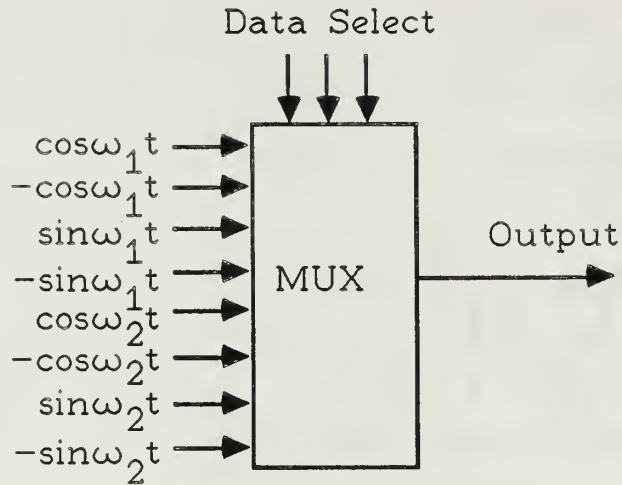 Data Select
cosω₁t
-cosω₁t
sinω₁t
-sinω₁t
cosω₂t
-cosω₂t
sinω₂t
-sinω₂t
MUX
Output